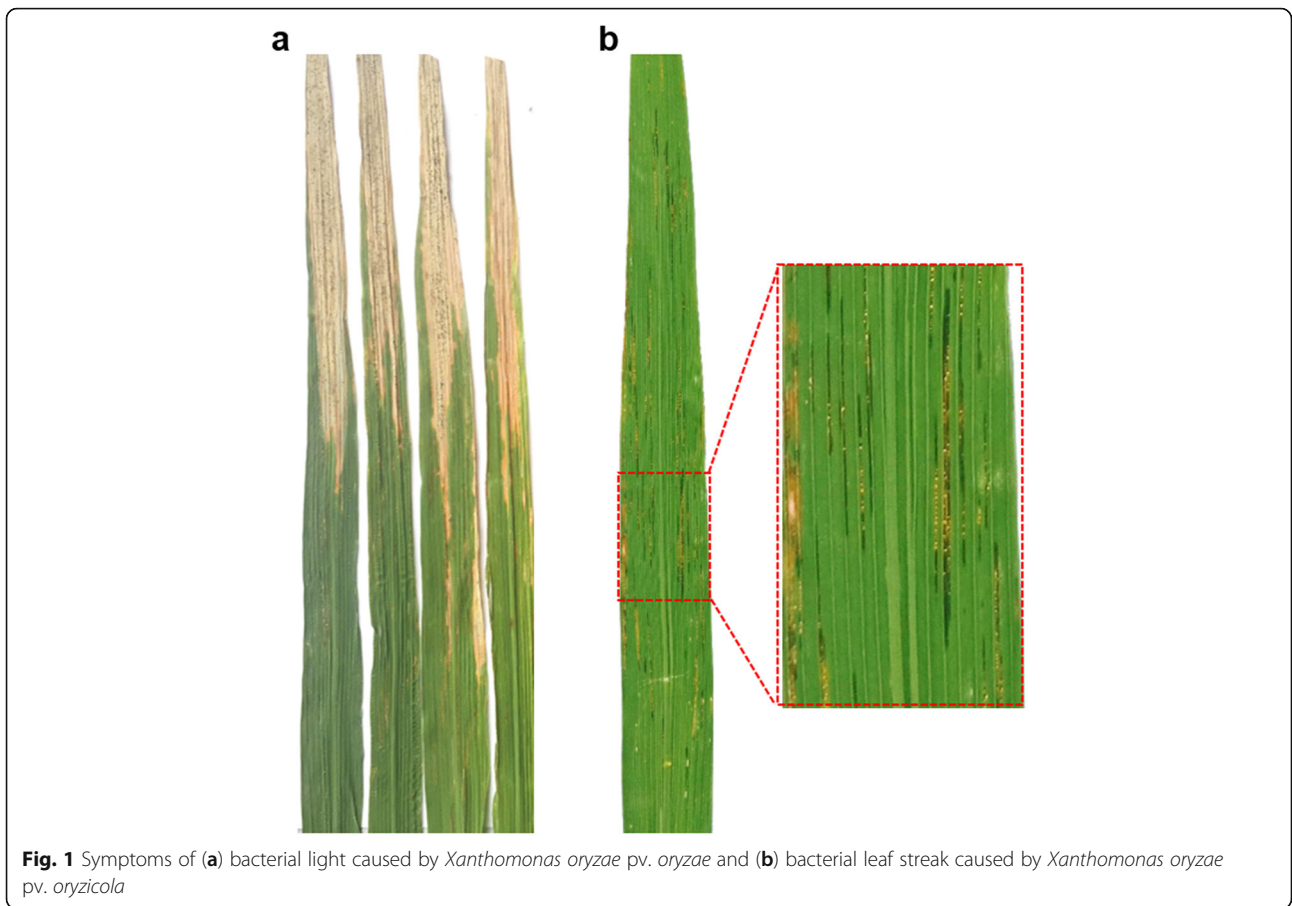 a b
Fig. 1 Symptoms of (a) bacterial light caused by Xanthomonas oryzae pv. oryzae and (b) bacterial leaf streak caused by Xanthomonas oryzae
pv. oryzicola